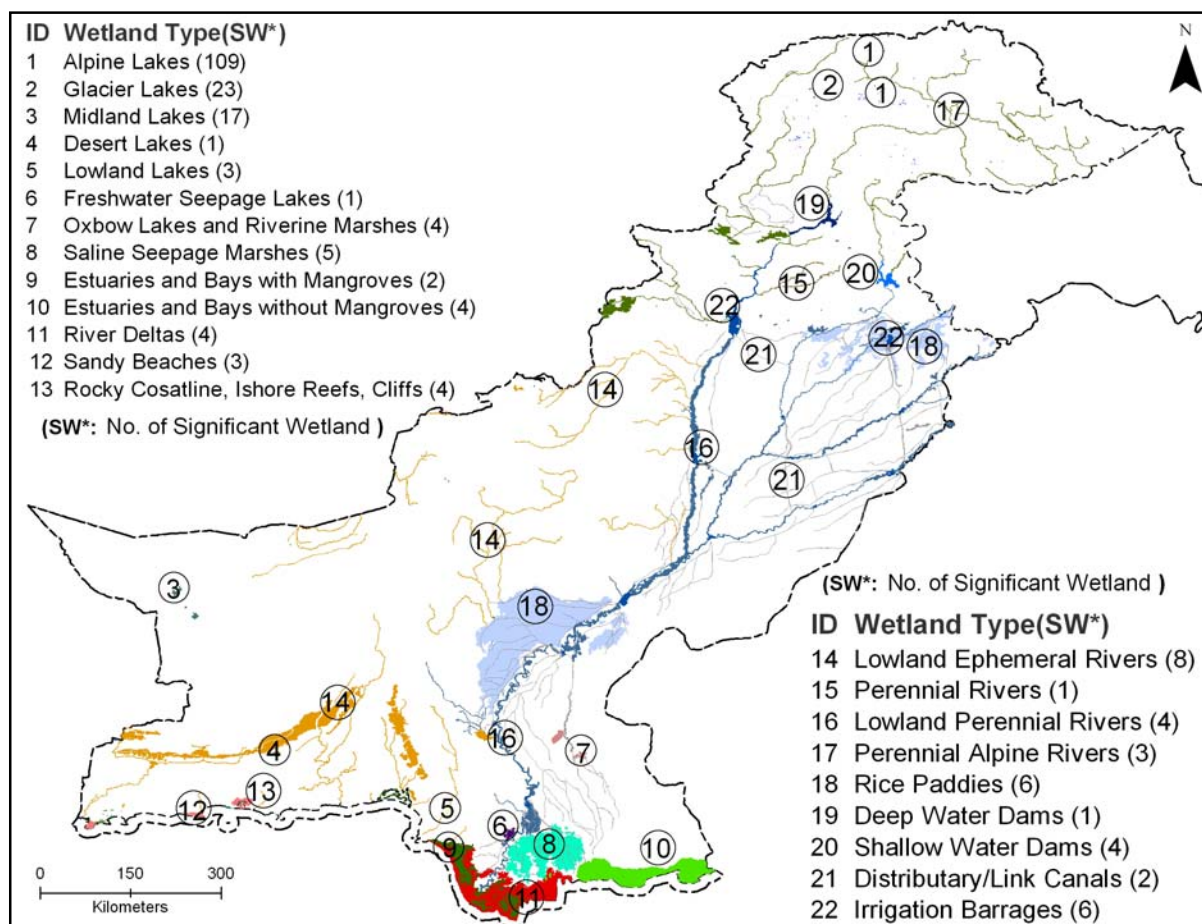 ID Wetland Type(SW*)
1 Alpine Lakes (109)
2 Glacier Lakes (23)
3 Midland Lakes (17)
4 Desert Lakes (1)
5 Lowland Lakes (3)
6 Freshwater Seepage Lakes (1)
7 Oxbow Lakes and Riverine Marshes (4)
8 Saline Seepage Marshes (5)
9 Estuaries and Bays with Mangroves (2)
10 Estuaries and Bays without Mangroves (4)
11 River Deltas (4)
12 Sandy Beaches (3)
13 Rocky Cosatline, Ishore Reefs, Cliffs (4)
(SW*: No. of Significant Wetland )
N
1
2
1
17
19
20
15
22
22
18
21
14
16
21
14
3
18
14
4
16
7
13
12
5
6
8
9
10
11
0 150 300
Kilometers
(SW*: No. of Significant Wetland )
ID Wetland Type(SW*)
14 Lowland Ephemeral Rivers (8)
15 Perennial Rivers (1)
16 Lowland Perennial Rivers (4)
17 Perennial Alpine Rivers (3)
18 Rice Paddies (6)
19 Deep Water Dams (1)
20 Shallow Water Dams (4)
21 Distributary/Link Canals (2)
22 Irrigation Barrages (6)